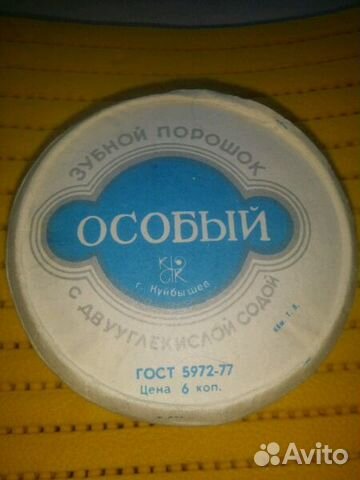 ЗУБНОЙ ПОРОШОК
ОСОБЫЙ
г. Куйбышев
С ДВУУГЛЕКИСЛОЙ СОДОЙ
ГОСТ 5972-77
Цена 6 коп.
Avito